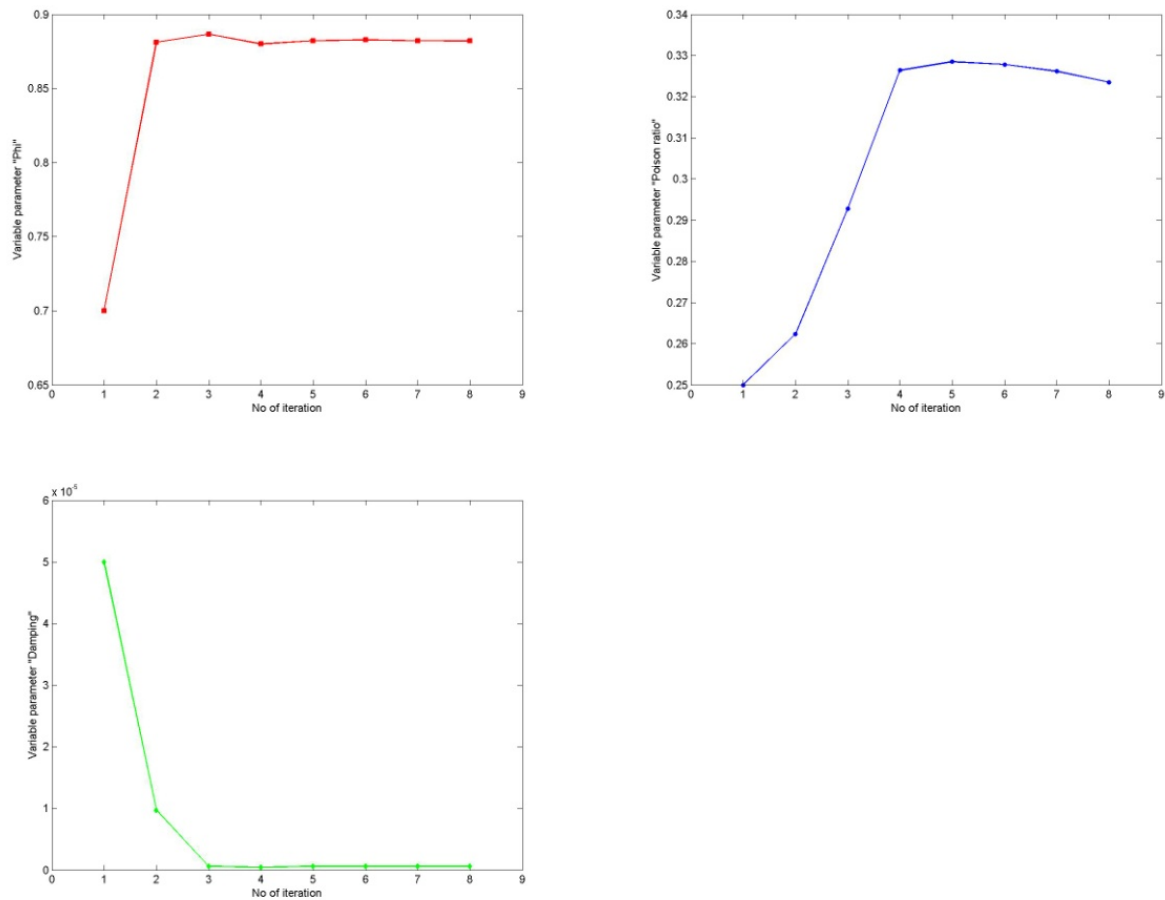 0.9
0.85
0.8
0.75
0.7
0.65
Variable parameter "Phi"
0 1 2 3 4 5 6 7 8 9
No of iteration
0.34
0.33
0.32
0.31
0.3
0.29
0.28
0.27
0.26
0.25
Variable parameter "Poison ratio"
0 1 2 3 4 5 6 7 8 9
No of iteration
x 10⁻⁵
6
5
4
3
2
1
0
Variable parameter "Damping"
0 1 2 3 4 5 6 7 8 9
No of iteration